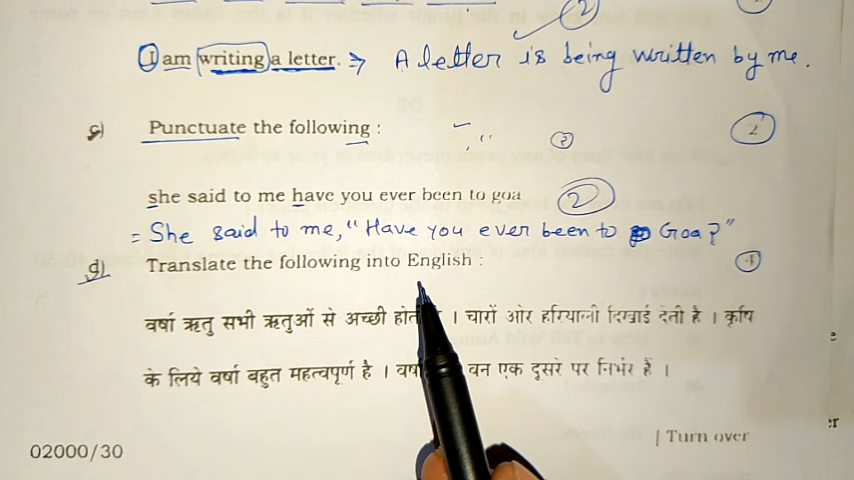 2
I am writing a letter. ⇒ A letter is being written by me.
c) Punctuate the following : 2
she said to me have you ever been to goa 2
= She said to me, "Have you ever been to Goa?"
d) Translate the following into English : 4
वर्षा ऋतु सभी ऋतुओं से अच्छी होती । चारों ओर हरियाली दिखाई देती है । कृषि
के लिये वर्षा बहुत महत्वपूर्ण है । वन एक दूसरे पर निर्भर हैं ।
| Turn over
02000/30